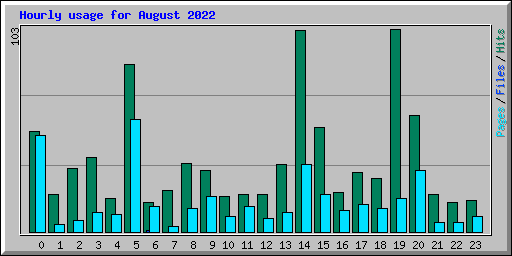 Hourly usage for August 2022
103
Pages / Files / Hits
0 1 2 3 4 5 6 7 8 9 10 11 12 13 14 15 16 17 18 19 20 21 22 23